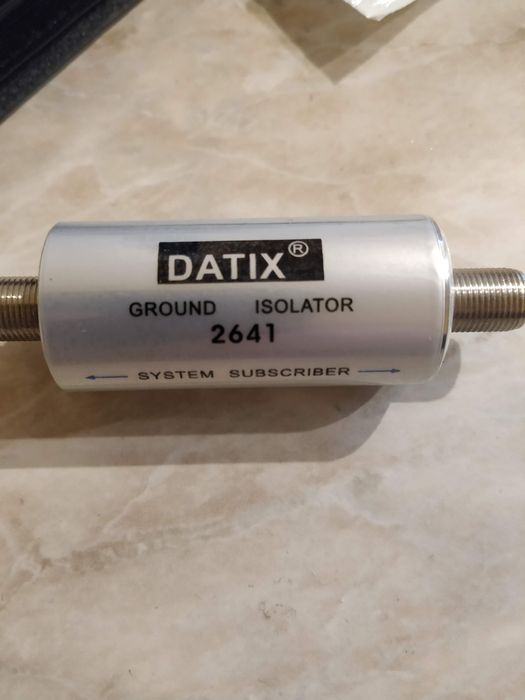 DATIX®
GROUND ISOLATOR
2641
SYSTEM SUBSCRIBER